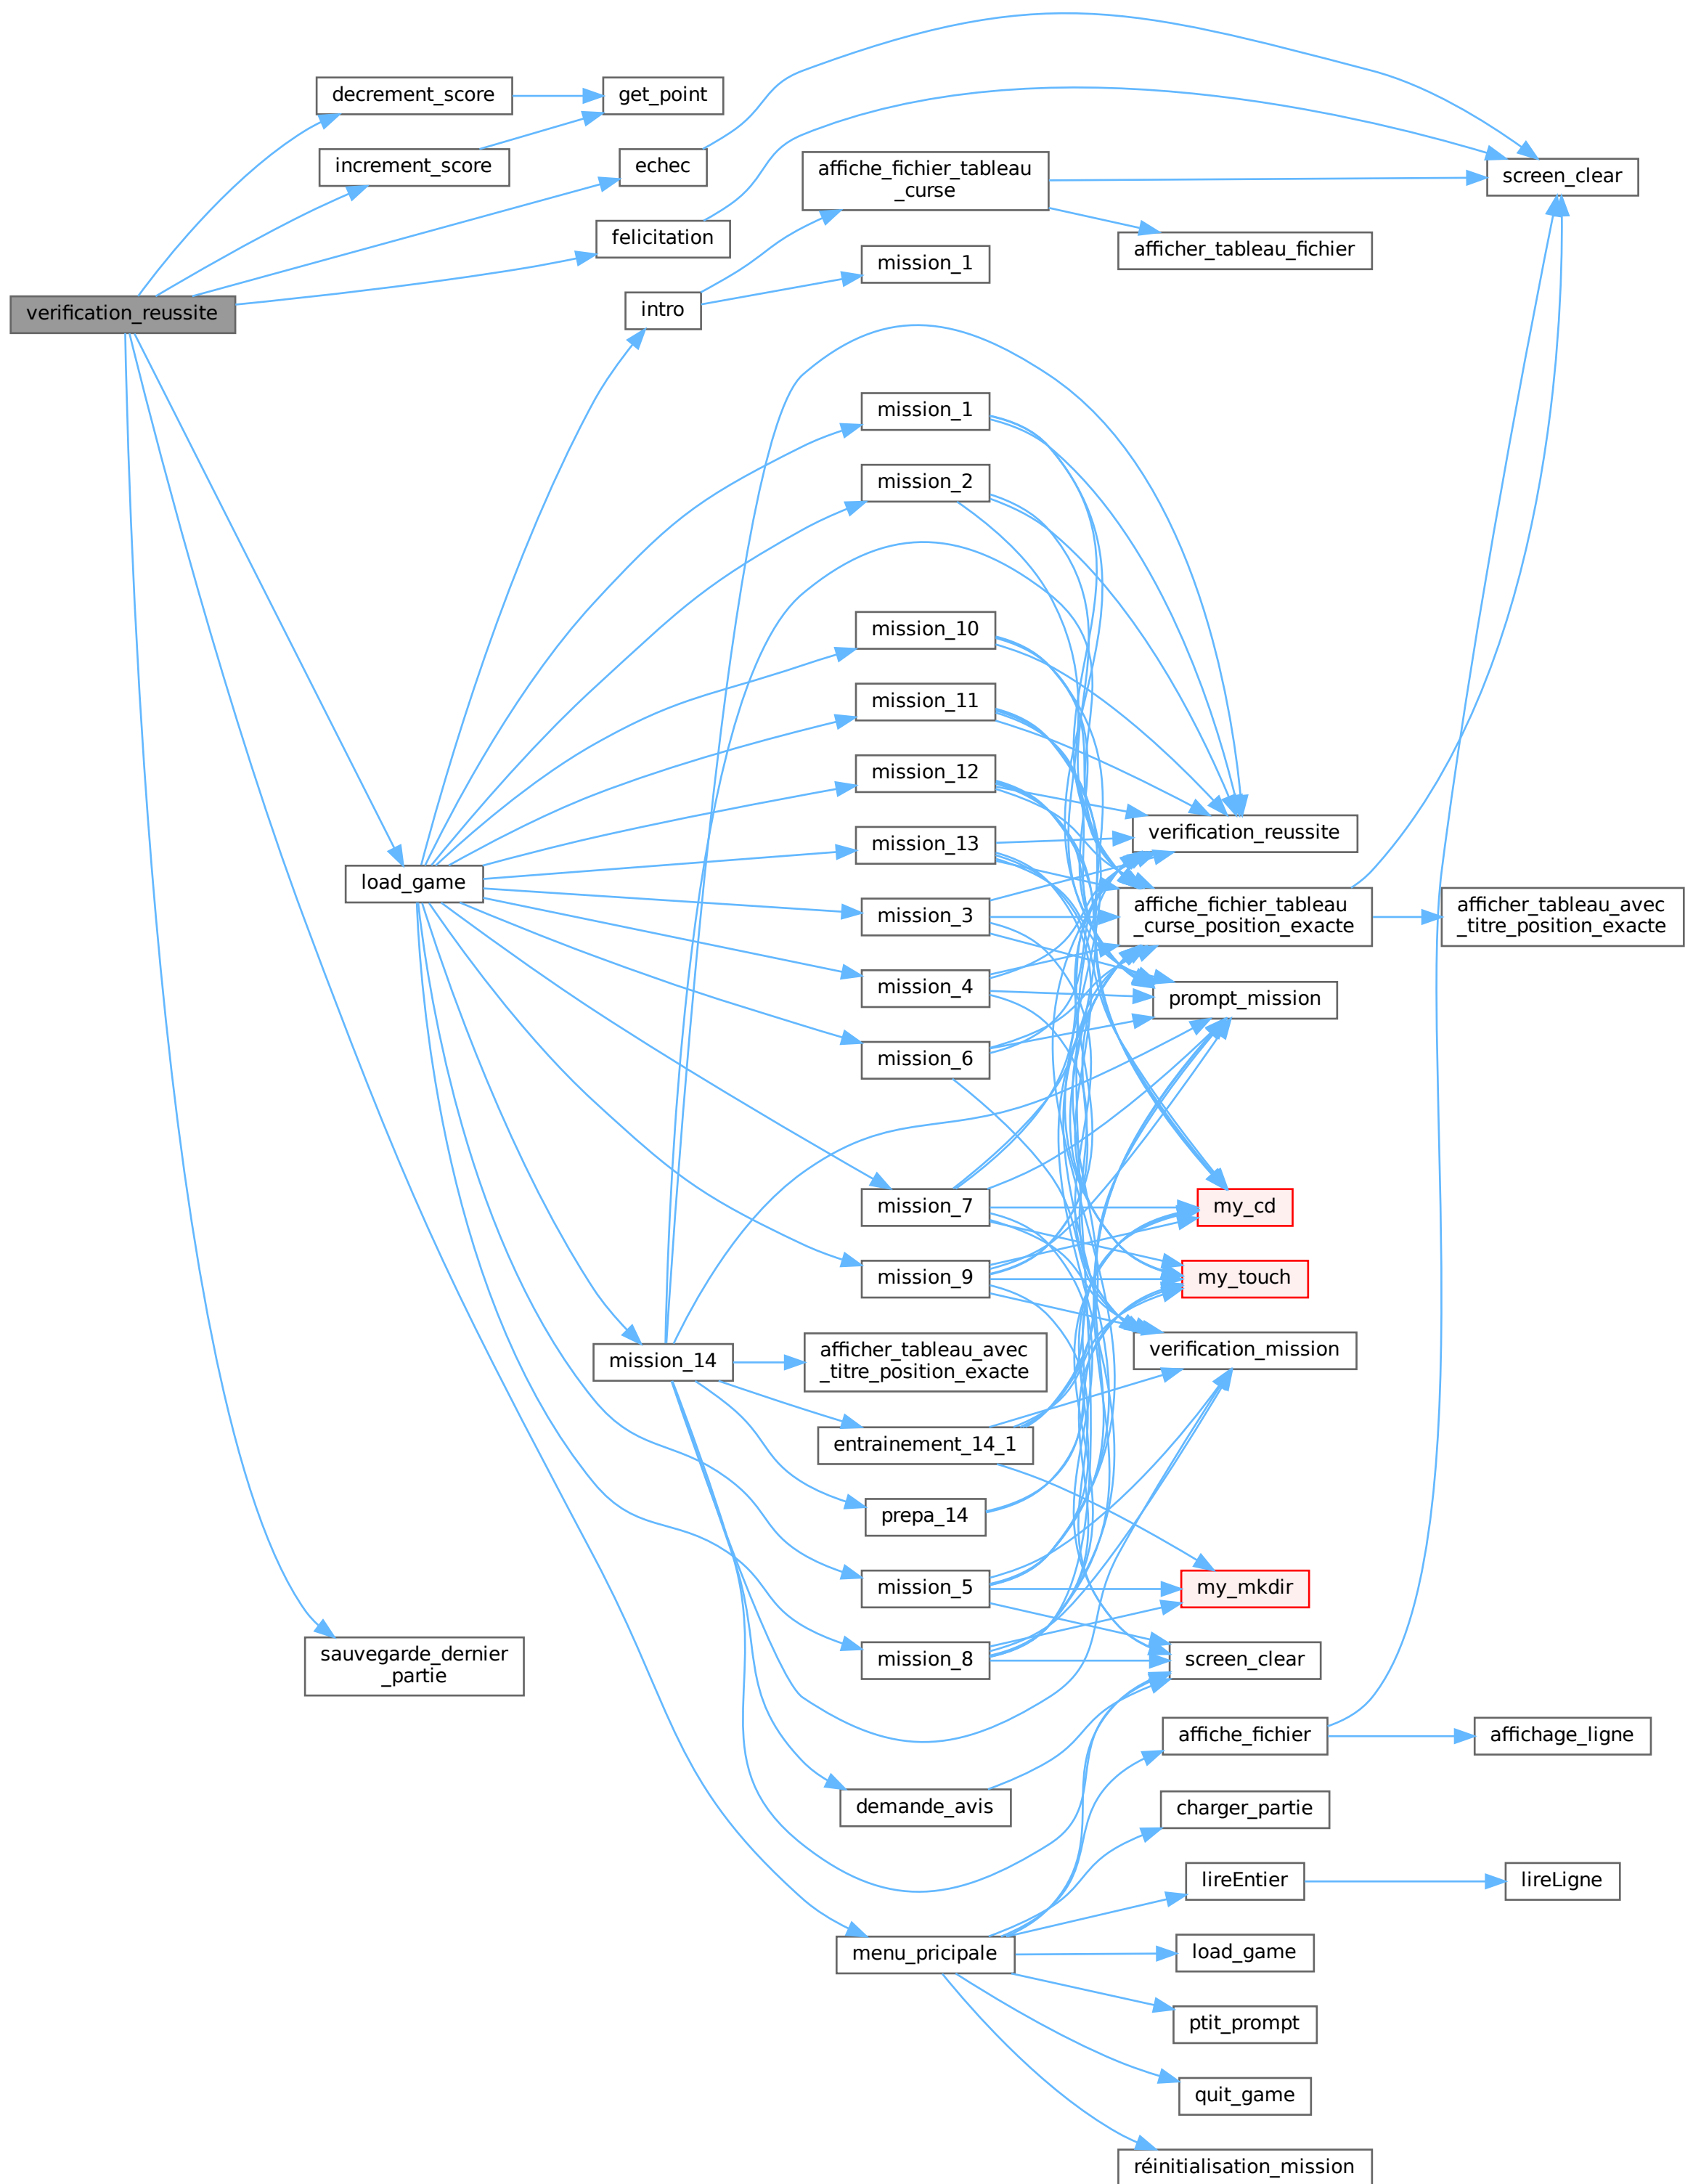 decrement_score
get_point
increment_score
echec
affiche_fichier_tableau
_curse
screen_clear
felicitation
afficher_tableau_fichier
mission_1
verification_reussite
intro
mission_1
mission_2
mission_10
mission_11
mission_12
verification_reussite
mission_13
load_game
mission_3
affiche_fichier_tableau
_curse_position_exacte
afficher_tableau_avec
_titre_position_exacte
mission_4
prompt_mission
mission_6
mission_7
my_cd
mission_9
my_touch
mission_14
afficher_tableau_avec
_titre_position_exacte
verification_mission
entrainement_14_1
prepa_14
mission_5
my_mkdir
sauvegarde_dernier
_partie
mission_8
screen_clear
affiche_fichier
affichage_ligne
demande_avis
charger_partie
lireEntier
lireLigne
menu_pricipale
load_game
ptit_prompt
quit_game
réinitialisation_mission